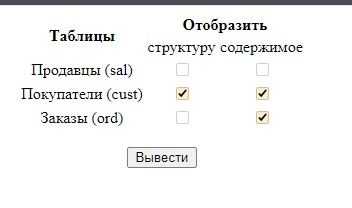 Таблицы
Отобразить
структуру содержимое
Продавцы (sal)
Покупатели (cust)
Заказы (ord)
Вывести